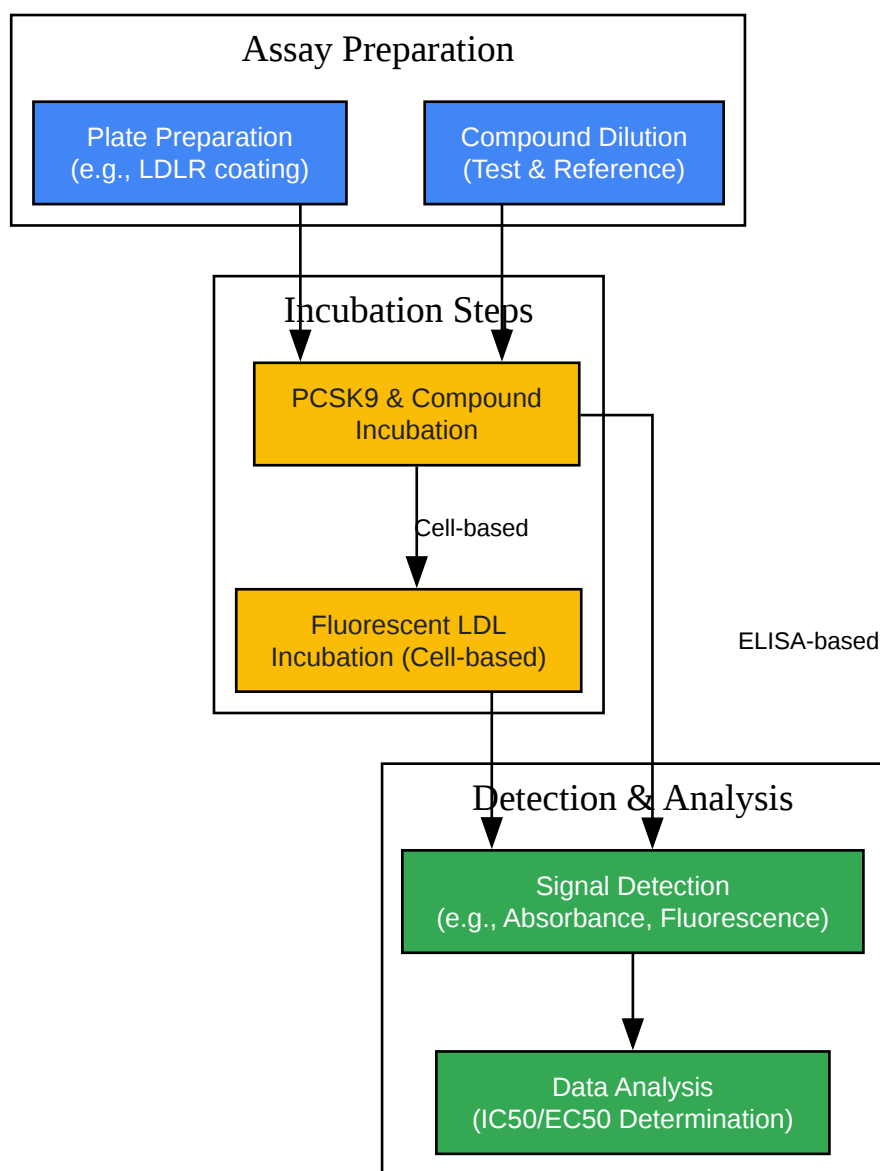 Assay Preparation
Plate Preparation
(e.g., LDLR coating)
Compound Dilution
(Test & Reference)
Incubation Steps
PCSK9 & Compound
Incubation
Cell-based
Fluorescent LDL
Incubation (Cell-based)
ELISA-based
Detection & Analysis
Signal Detection
(e.g., Absorbance, Fluorescence)
Data Analysis
(IC50/EC50 Determination)